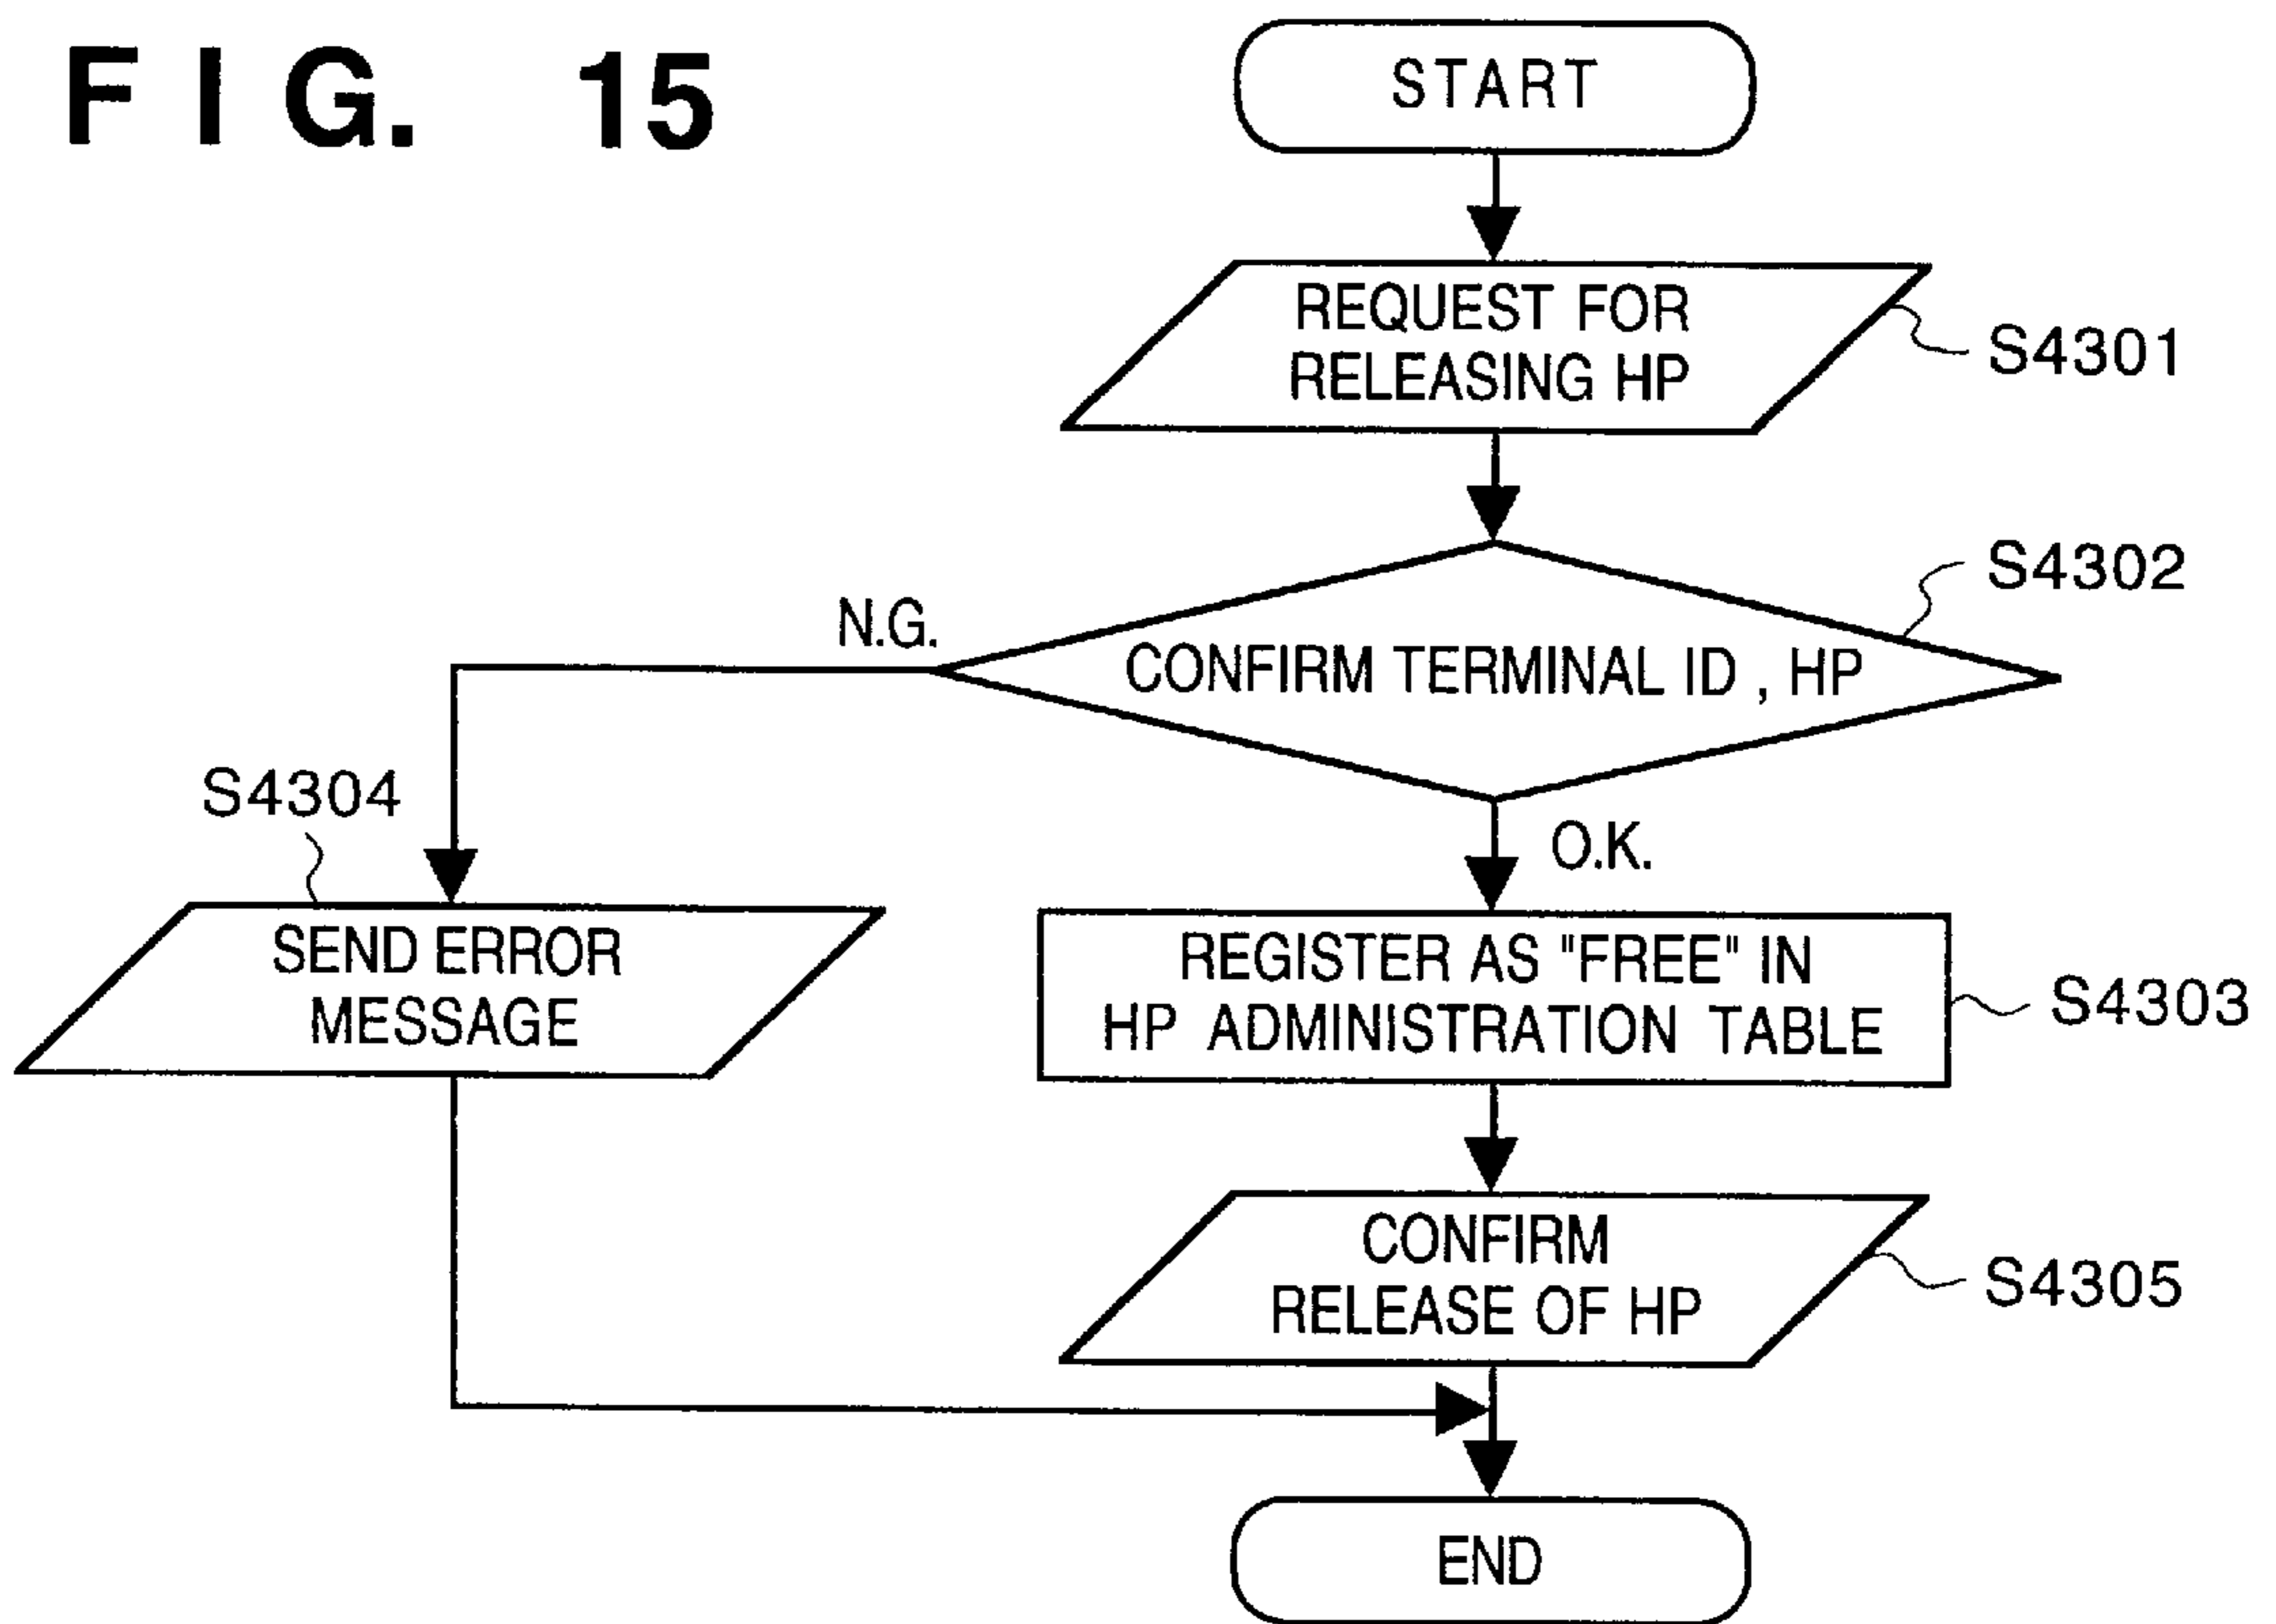 FIG. 15
START
REQUEST FOR
RELEASING HP
S4301
S4302
N.G.
CONFIRM TERMINAL ID , HP
S4304
O.K.
SEND ERROR
MESSAGE
REGISTER AS "FREE" IN
HP ADMINISTRATION TABLE
S4303
CONFIRM
RELEASE OF HP
S4305
END